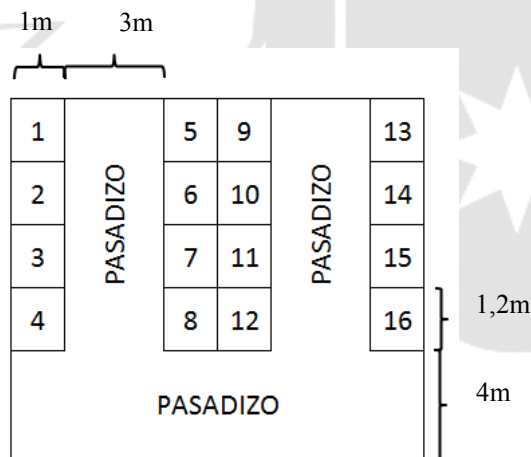 1m 3m
1 5 9 13
2 6 10 14
3 7 11 15
4 8 12 16
PASADIZO
PASADIZO
1,2m
4m
PASADIZO